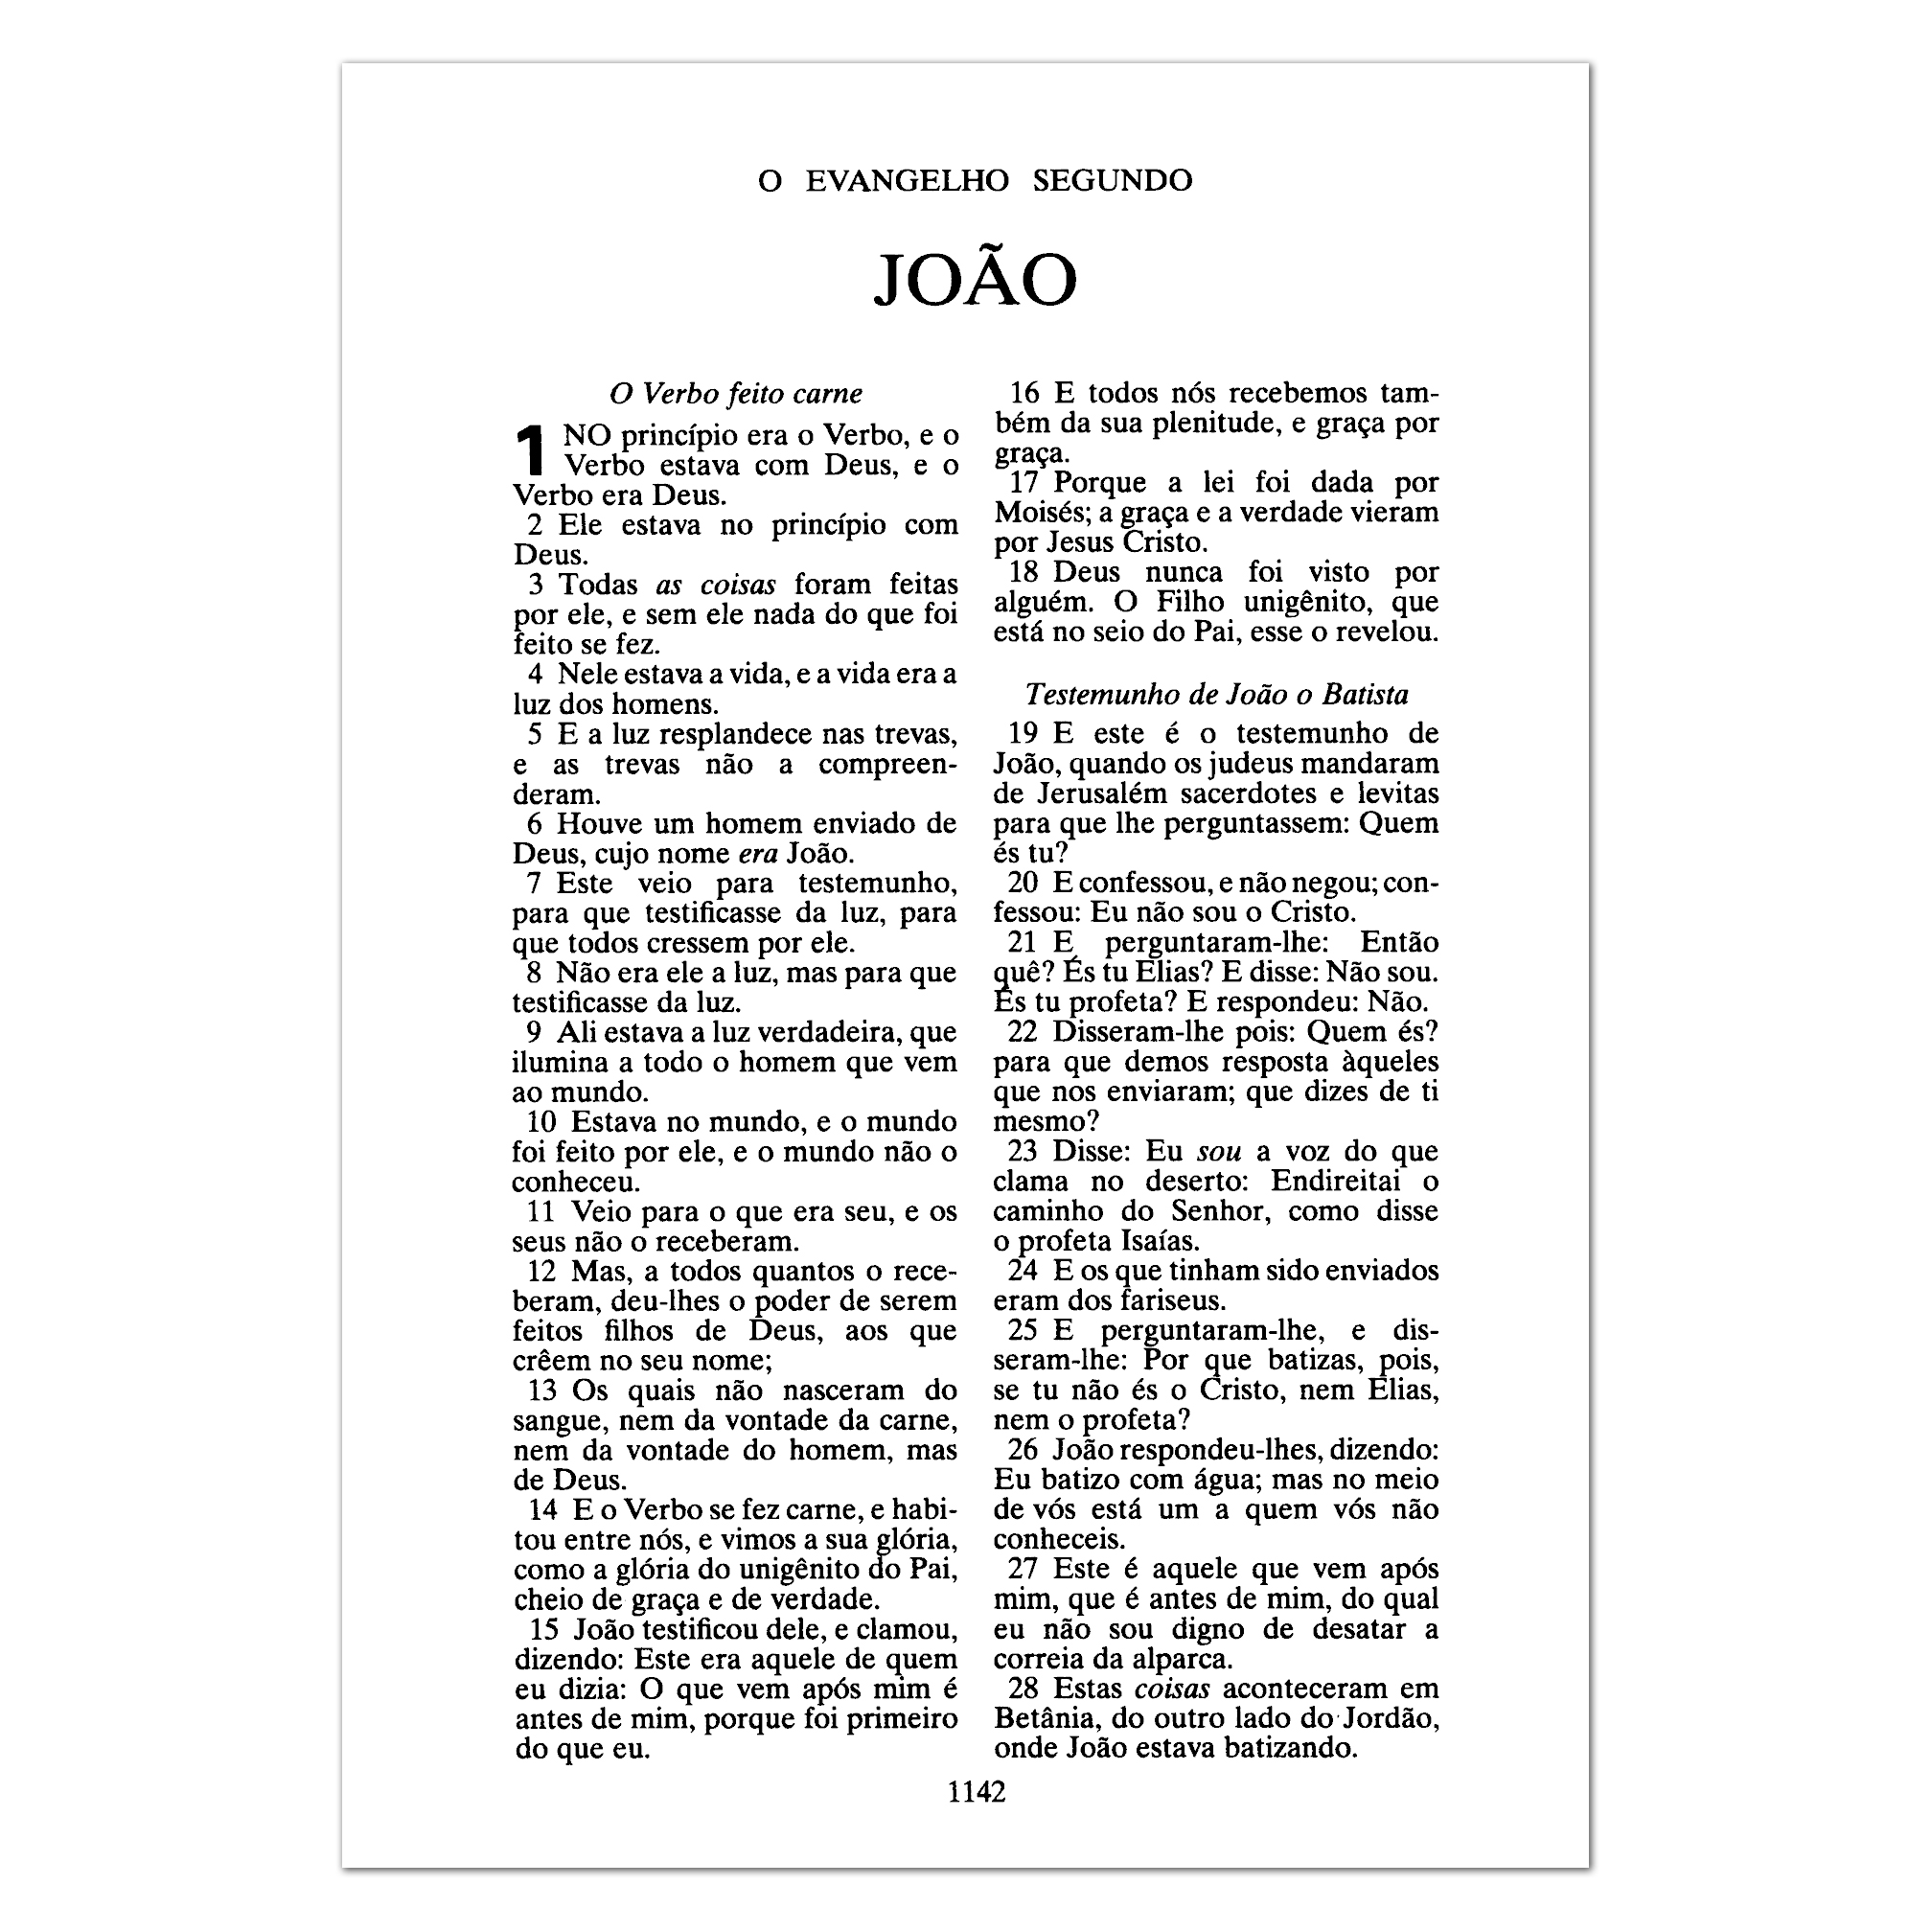 O EVANGELHO SEGUNDO
JOÃO
O Verbo feito carne
1 NO princípio era o Verbo, e o
Verbo estava com Deus, e o
Verbo era Deus.
2 Ele estava no princípio com
Deus.
3 Todas as coisas foram feitas
por ele, e sem ele nada do que foi
feito se fez.
4 Nele estava a vida, e a vida era a
luz dos homens.
5 E a luz resplandece nas trevas,
e as trevas não a compreen-
deram.
6 Houve um homem enviado de
Deus, cujo nome era João.
7 Este veio para testemunho,
para que testificasse da luz, para
que todos cressem por ele.
8 Não era ele a luz, mas para que
testificasse da luz.
9 Ali estava a luz verdadeira, que
ilumina a todo o homem que vem
ao mundo.
10 Estava no mundo, e o mundo
foi feito por ele, e o mundo não o
conheceu.
11 Veio para o que era seu, e os
seus não o receberam.
12 Mas, a todos quantos o rece-
beram, deu-lhes o poder de serem
feitos filhos de Deus, aos que
crêem no seu nome;
13 Os quais não nasceram do
sangue, nem da vontade da carne,
nem da vontade do homem, mas
de Deus.
14 E o Verbo se fez carne, e habi-
tou entre nós, e vimos a sua glória,
como a glória do unigênito do Pai,
cheio de graça e de verdade.
15 João testificou dele, e clamou,
dizendo: Este era aquele de quem
eu dizia: O que vem após mim é
antes de mim, porque foi primeiro
do que eu.
16 E todos nós recebemos tam-
bém da sua plenitude, e graça por
graça.
17 Porque a lei foi dada por
Moisés; a graça e a verdade vieram
por Jesus Cristo.
18 Deus nunca foi visto por
alguém. O Filho unigênito, que
está no seio do Pai, esse o revelou.
Testemunho de João o Batista
19 E este é o testemunho de
João, quando os judeus mandaram
de Jerusalém sacerdotes e levitas
para que lhe perguntassem: Quem
és tu?
20 E confessou, e não negou; con-
fessou: Eu não sou o Cristo.
21 E perguntaram-lhe: Então
quê? És tu Elias? E disse: Não sou.
És tu profeta? E respondeu: Não.
22 Disseram-lhe pois: Quem és?
para que demos resposta àqueles
que nos enviaram; que dizes de ti
mesmo?
23 Disse: Eu sou a voz do que
clama no deserto: Endireitai o
caminho do Senhor, como disse
o profeta Isaías.
24 E os que tinham sido enviados
eram dos fariseus.
25 E perguntaram-lhe, e dis-
seram-lhe: Por que batizas, pois,
se tu não és o Cristo, nem Elias,
nem o profeta?
26 João respondeu-lhes, dizendo:
Eu batizo com água; mas no meio
de vós está um a quem vós não
conheceis.
27 Este é aquele que vem após
mim, que é antes de mim, do qual
eu não sou digno de desatar a
correia da alparca.
28 Estas coisas aconteceram em
Betânia, do outro lado do Jordão,
onde João estava batizando.
1142